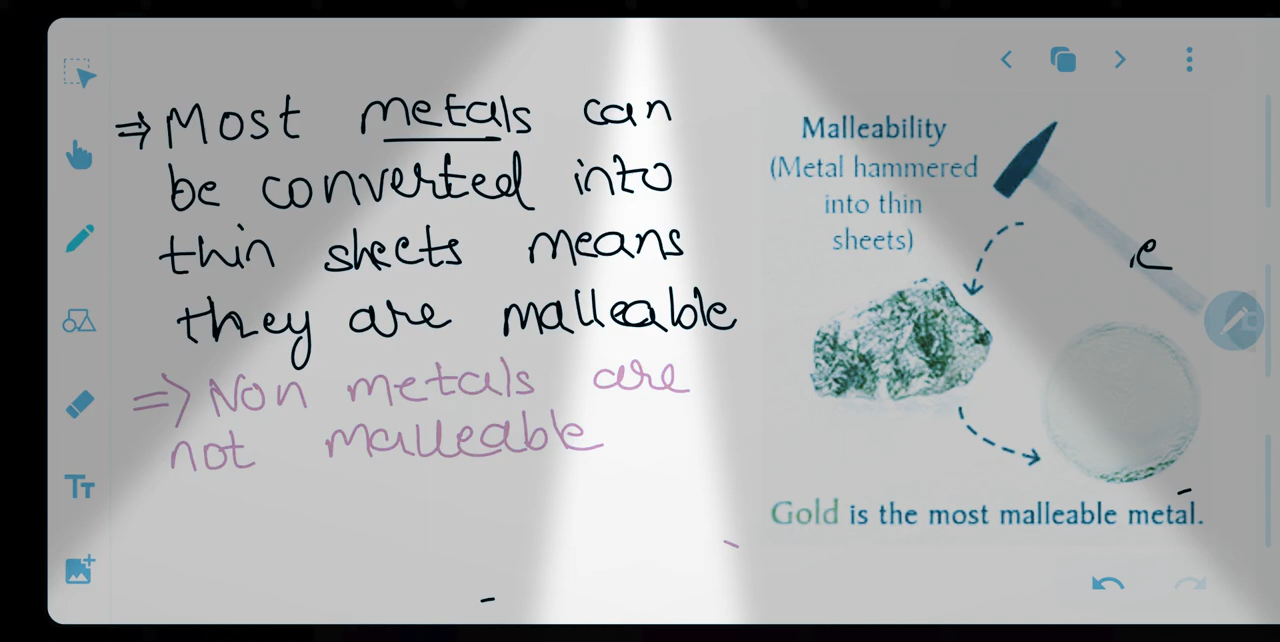 ⇒ Most metals can
be converted into
thin sheets means
they are malleable
⇒ Non metals are
not malleable
Malleability
(Metal hammered
into thin
sheets)
e
Gold is the most malleable metal.
TT